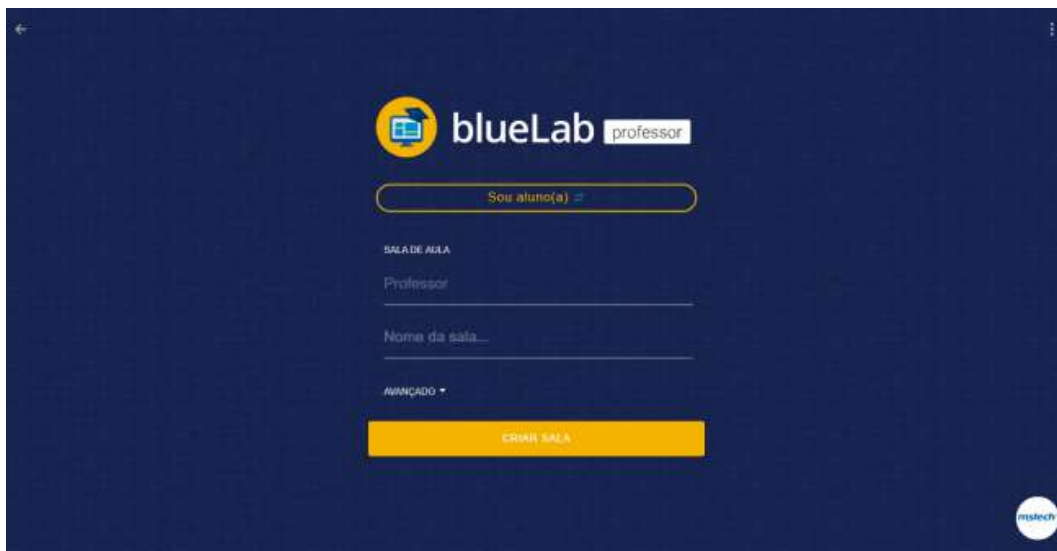 blueLab professor
Sou aluno(a)
SALA DE AULA
Professor
Nome da sala...
AVANÇADO
CRIAR SALA
mstech